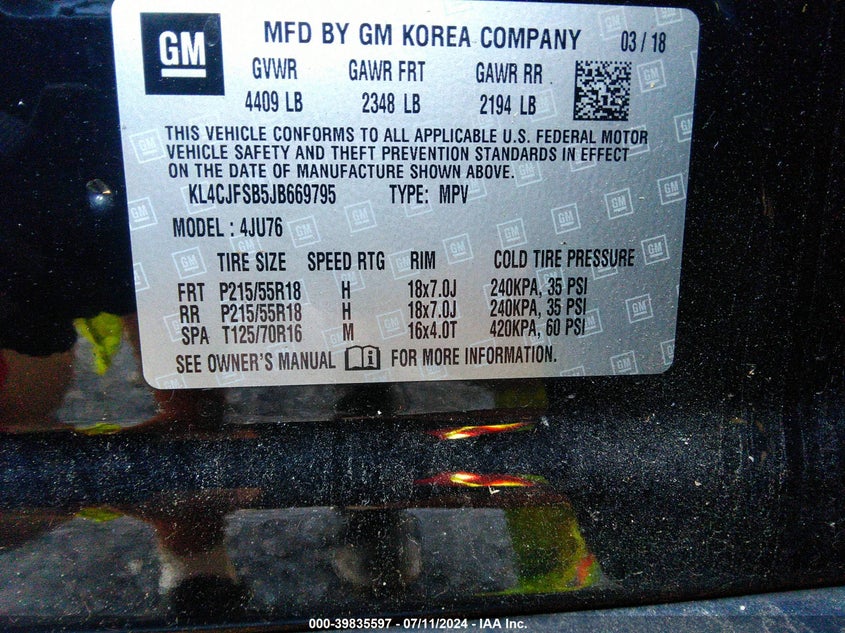 GM
MFD BY GM KOREA COMPANY 03 / 18
GVWR GAWR FRT GAWR RR
4409 LB 2348 LB 2194 LB
THIS VEHICLE CONFORMS TO ALL APPLICABLE U.S. FEDERAL MOTOR
VEHICLE SAFETY AND THEFT PREVENTION STANDARDS IN EFFECT
ON THE DATE OF MANUFACTURE SHOWN ABOVE.
KL4CJFSB5JB669795 TYPE: MPV
MODEL : 4JU76
TIRE SIZE SPEED RTG RIM COLD TIRE PRESSURE
FRT P215/55R18 H 18x7.0J 240KPA, 35 PSI
RR P215/55R18 H 18x7.0J 240KPA, 35 PSI
SPA T125/70R16 M 16x4.0T 420KPA, 60 PSI
SEE OWNER'S MANUAL FOR MORE INFORMATION.
000-39835597 - 07/11/2024 - IAA Inc.